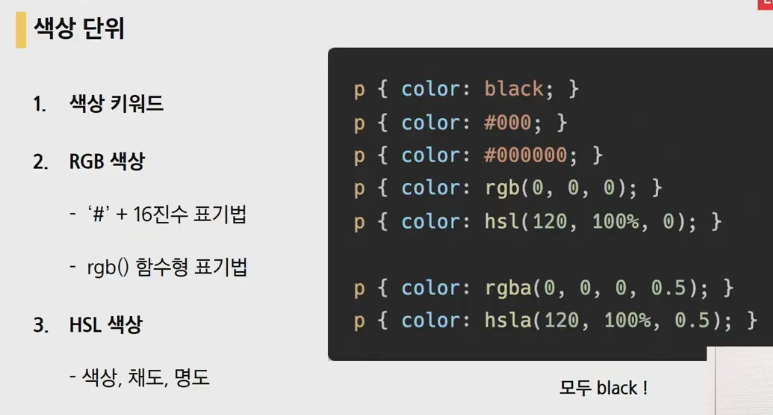 색상 단위
1. 색상 키워드
2. RGB 색상
- ‘#’ + 16진수 표기법
- rgb() 함수형 표기법
3. HSL 색상
- 색상, 채도, 명도
p { color: black; }
p { color: #000; }
p { color: #000000; }
p { color: rgb(0, 0, 0); }
p { color: hsl(120, 100%, 0); }
p { color: rgba(0, 0, 0, 0.5); }
p { color: hsla(120, 100%, 0.5); }
모두 black !